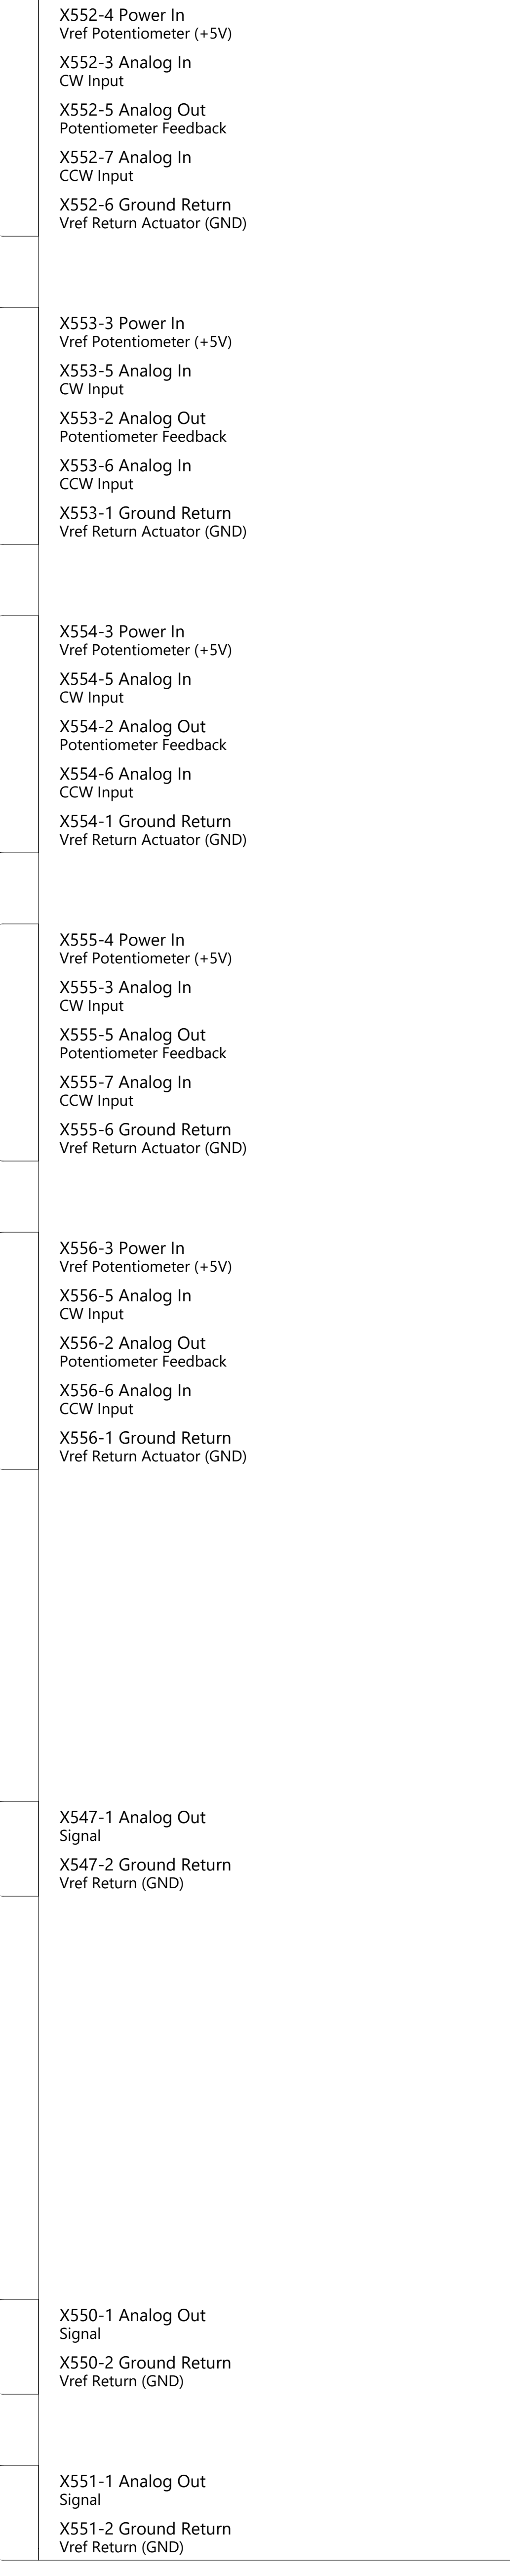 X552-4 Power In
Vref Potentiometer (+5V)
X552-3 Analog In
CW Input
X552-5 Analog Out
Potentiometer Feedback
X552-7 Analog In
CCW Input
X552-6 Ground Return
Vref Return Actuator (GND)
X553-3 Power In
Vref Potentiometer (+5V)
X553-5 Analog In
CW Input
X553-2 Analog Out
Potentiometer Feedback
X553-6 Analog In
CCW Input
X553-1 Ground Return
Vref Return Actuator (GND)
X554-3 Power In
Vref Potentiometer (+5V)
X554-5 Analog In
CW Input
X554-2 Analog Out
Potentiometer Feedback
X554-6 Analog In
CCW Input
X554-1 Ground Return
Vref Return Actuator (GND)
X555-4 Power In
Vref Potentiometer (+5V)
X555-3 Analog In
CW Input
X555-5 Analog Out
Potentiometer Feedback
X555-7 Analog In
CCW Input
X555-6 Ground Return
Vref Return Actuator (GND)
X556-3 Power In
Vref Potentiometer (+5V)
X556-5 Analog In
CW Input
X556-2 Analog Out
Potentiometer Feedback
X556-6 Analog In
CCW Input
X556-1 Ground Return
Vref Return Actuator (GND)
X547-1 Analog Out
Signal
X547-2 Ground Return
Vref Return (GND)
X550-1 Analog Out
Signal
X550-2 Ground Return
Vref Return (GND)
X551-1 Analog Out
Signal
X551-2 Ground Return
Vref Return (GND)